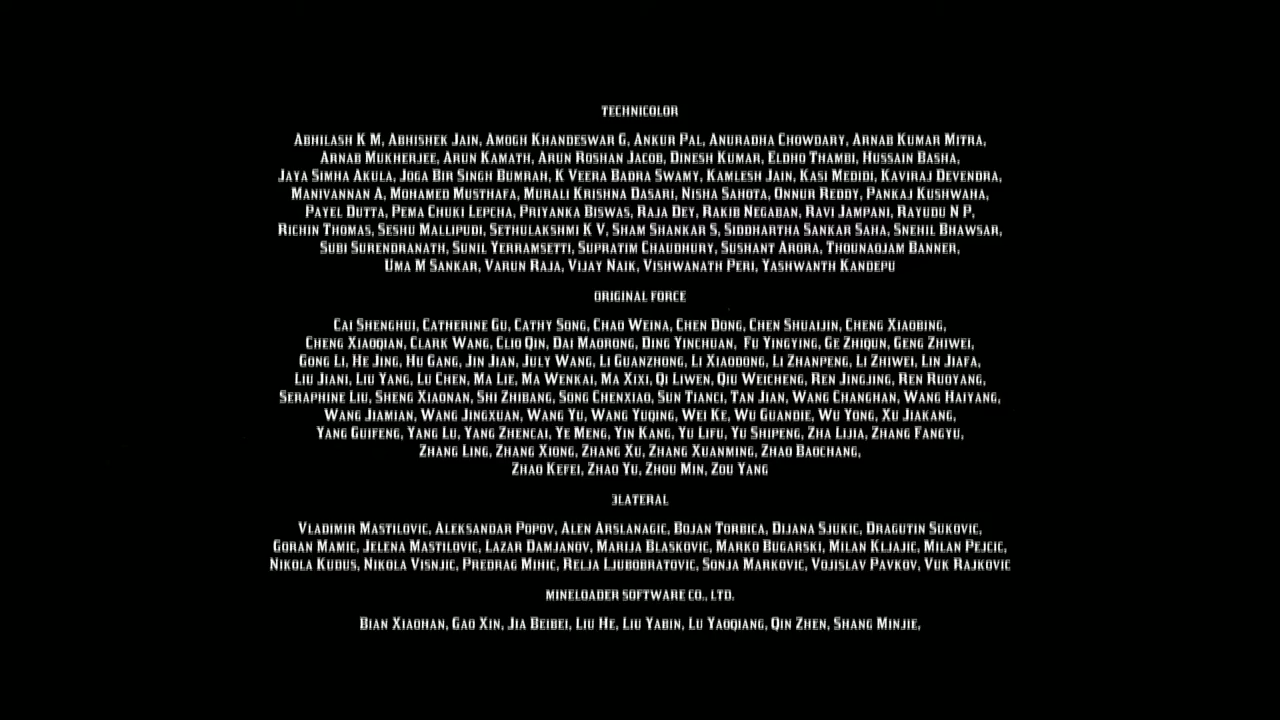 TECHNICOLOR
Abhilash K M, Abhishek Jain, Amogh Khandeswar G, Ankur Pal, Anuradha Chowdary, Arnab Kumar Mitra,
Arnab Mukherjee, Arun Kamath, Arun Roshan Jacob, Dinesh Kumar, Eldho Thambi, Hussain Basha,
Jaya Simha Akula, Joga Bir Singh Bumrah, K Veera Badra Swamy, Kamlesh Jain, Kasi Medidi, Kaviraj Devendra,
Manivannan A, Mohamed Musthafa, Murali Krishna Dasari, Nisha Sahota, Onnur Reddy, Pankaj Kushwaha,
Payel Dutta, Pema Chuki Lepcha, Priyanka Biswas, Raja Dey, Rakib Negaban, Ravi Jampani, Rayudu N P,
Richin Thomas, Seshu Mallipudi, Sethulakshmi K V, Sham Shankar S, Siddhartha Sankar Saha, Snehil Bhawsar,
Subi Surendranath, Sunil Yerramsetti, Supratim Chaudhury, Sushant Arora, Thounaojam Banner,
Uma M Sankar, Varun Raja, Vijay Naik, Vishwanath Peri, Yashwanth Kandepu
ORIGINAL FORCE
Cai Shenghui, Catherine Gu, Cathy Song, Chao Weina, Chen Dong, Chen Shuaijin, Cheng Xiaobing,
Cheng Xiaoqian, Clark Wang, Clio Qin, Dai Maorong, Ding Yinchuan, Fu Yingying, Ge Zhiqun, Geng Zhiwei,
Gong Li, He Jing, Hu Gang, Jin Jian, July Wang, Li Guanzhong, Li Xiaodong, Li Zhanpeng, Li Zhiwei, Lin Jiafa,
Liu Jiani, Liu Yang, Lu Chen, Ma Lie, Ma Wenkai, Ma Xixi, Qi Liwen, Qiu Weicheng, Ren Jingjing, Ren Ruoyang,
Seraphine Liu, Sheng Xiaonan, Shi Zhibang, Song Chenxiao, Sun Tianci, Tan Jian, Wang Changhan, Wang Haiyang,
Wang Jiamian, Wang Jingxuan, Wang Yu, Wang Yuqing, Wei Ke, Wu Guandie, Wu Yong, Xu Jiakang,
Yang Guifeng, Yang Lu, Yang Zhencai, Ye Meng, Yin Kang, Yu Lifu, Yu Shipeng, Zha Lijia, Zhang Fangyu,
Zhang Ling, Zhang Xiong, Zhang Xu, Zhang Xuanming, Zhao Baochang,
Zhao Kefei, Zhao Yu, Zhou Min, Zou Yang
3LATERAL
Vladimir Mastilovic, Aleksandar Popov, Alen Arslanagic, Bojan Torbica, Dijana Sjukic, Dragutin Sukovic,
Goran Mamic, Jelena Mastilovic, Lazar Damjanov, Marija Blaskovic, Marko Bugarski, Milan Kljajic, Milan Pejcic,
Nikola Kudus, Nikola Visnjic, Predrag Mihic, Relja Ljubobratovic, Sonja Markovic, Vojislav Pavkov, Vuk Rajkovic
MINELOADER SOFTWARE CO., LTD.
Bian Xiaohan, Gao Xin, Jia Beibei, Liu He, Liu Yabin, Lu Yaoqiang, Qin Zhen, Shang Minjie,